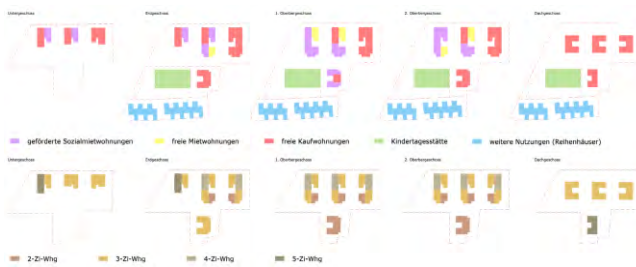 Untergeschoss Erdgeschoss 1. Obergeschoss 2. Obergeschoss Dachgeschoss
geförderte Sozialmietwohnungen freie Mietwohnungen freie Kaufwohnungen Kindertagesstätte weitere Nutzungen (Reihenhäuser)
Untergeschoss Erdgeschoss 1. Obergeschoss 2. Obergeschoss Dachgeschoss
2-Zi-Whg 3-Zi-Whg 4-Zi-Whg 5-Zi-Whg